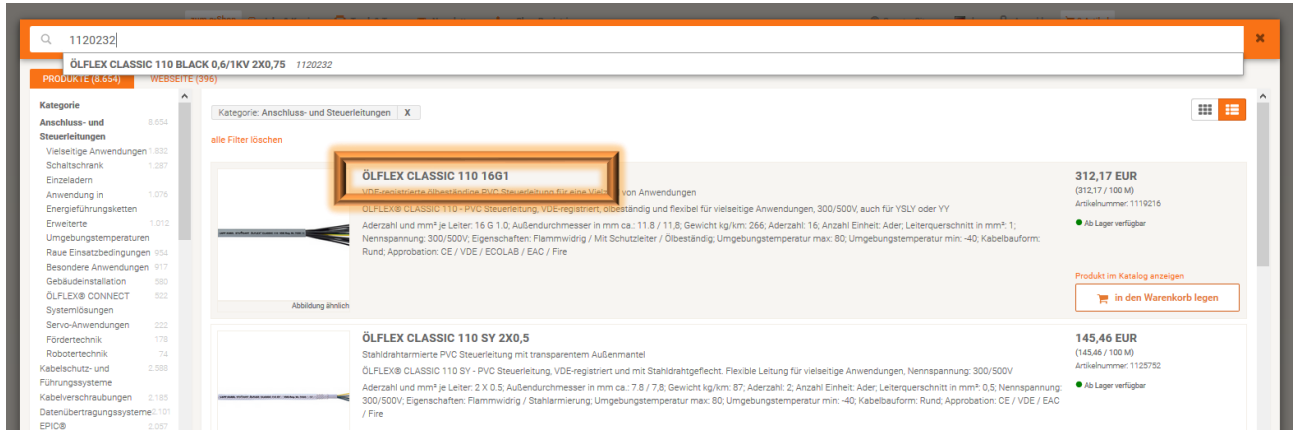 1120232
ÖLFLEX CLASSIC 110 BLACK 0,6/1KV 2X0,75 1120232
PRODUKTE (8.654) WEBSEITE (396)
Kategorie
Anschluss- und Steuerleitungen 8.654
Vielseitige Anwendungen 1.832
Schaltschrank Einzeladern 1.287
Anwendung in Energieführungsketten 1.076
Erweiterte Umgebungstemperaturen 1.012
Raue Einsatzbedingungen 954
Besondere Anwendungen 917
Gebäudeinstallation 580
ÖLFLEX® CONNECT Systemlösungen 522
Servo-Anwendungen 222
Fördertechnik 178
Robotertechnik 74
Kabelschutz- und Führungssysteme 2.588
Kabelverschraubungen 2.185
Datenübertragungssysteme 2.101
EPIC® 2.057
Kategorie: Anschluss- und Steuerleitungen X
alle Filter löschen
Abbildung ähnlich
ÖLFLEX CLASSIC 110 16G1
VDE-registrierte ölbeständige PVC Steuerleitung für eine Vielzahl von Anwendungen
ÖLFLEX® CLASSIC 110 - PVC Steuerleitung, VDE-registriert, ölbeständig und flexibel für vielseitige Anwendungen, 300/500V, auch für YSLY oder YY
Aderzahl und mm² je Leiter: 16 G 1.0; Außendurchmesser in mm ca.: 11.8 / 11,8; Gewicht kg/km: 266; Aderzahl: 16; Anzahl Einheit: Ader; Leiterquerschnitt in mm²: 1;
Nennspannung: 300/500V; Eigenschaften: Flammwidrig / Mit Schutzleiter / Ölbeständig; Umgebungstemperatur max: 80; Umgebungstemperatur min: -40; Kabelbauform:
Rund; Approbation: CE / VDE / ECOLAB / EAC / Fire
312,17 EUR
(312,17 / 100 M)
Artikelnummer: 1119216
Ab Lager verfügbar
Produkt im Katalog anzeigen
in den Warenkorb legen
ÖLFLEX CLASSIC 110 SY 2X0,5
Stahldrahtarmierte PVC Steuerleitung mit transparentem Außenmantel
ÖLFLEX® CLASSIC 110 SY - PVC Steuerleitung, VDE-registriert und mit Stahldrahtgeflecht. Flexible Leitung für vielseitige Anwendungen, Nennspannung: 300/500V
Aderzahl und mm² je Leiter: 2 X 0.5; Außendurchmesser in mm ca.: 7.8 / 7,8; Gewicht kg/km: 87; Aderzahl: 2; Anzahl Einheit: Ader; Leiterquerschnitt in mm²: 0,5; Nennspannung:
300/500V; Eigenschaften: Flammwidrig / Stahlarmierung; Umgebungstemperatur max: 80; Umgebungstemperatur min: -40; Kabelbauform: Rund; Approbation: CE / VDE / EAC
/ Fire
145,46 EUR
(145,46 / 100 M)
Artikelnummer: 1125752
Ab Lager verfügbar